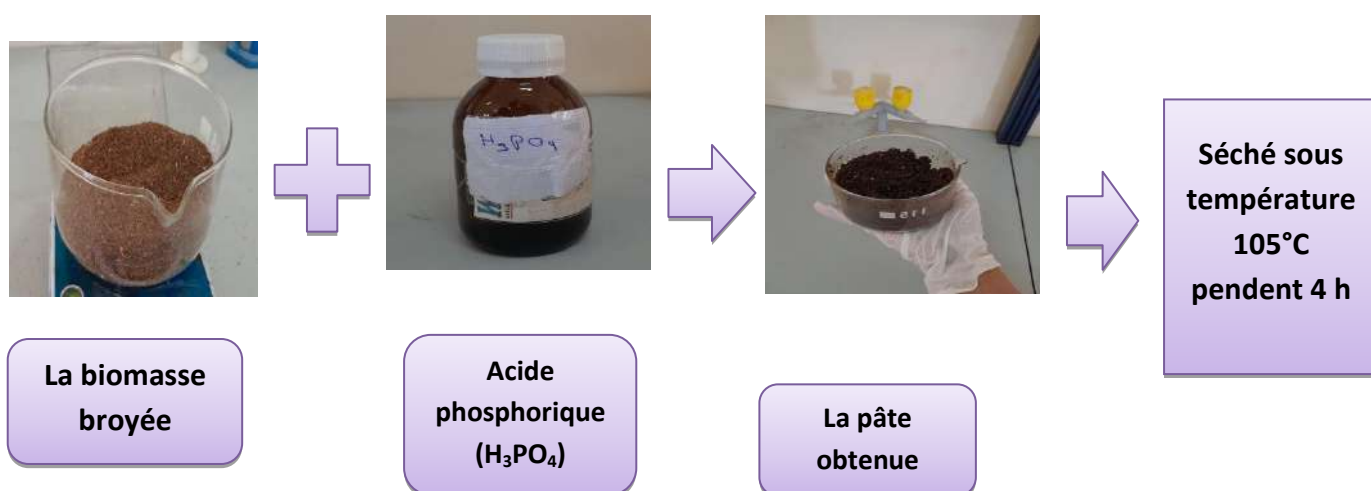 H₃PO₄
Séché sous
température
105°C
pendent 4 h
La biomasse
broyée
Acide
phosphorique
(H₃PO₄)
La pâte
obtenue